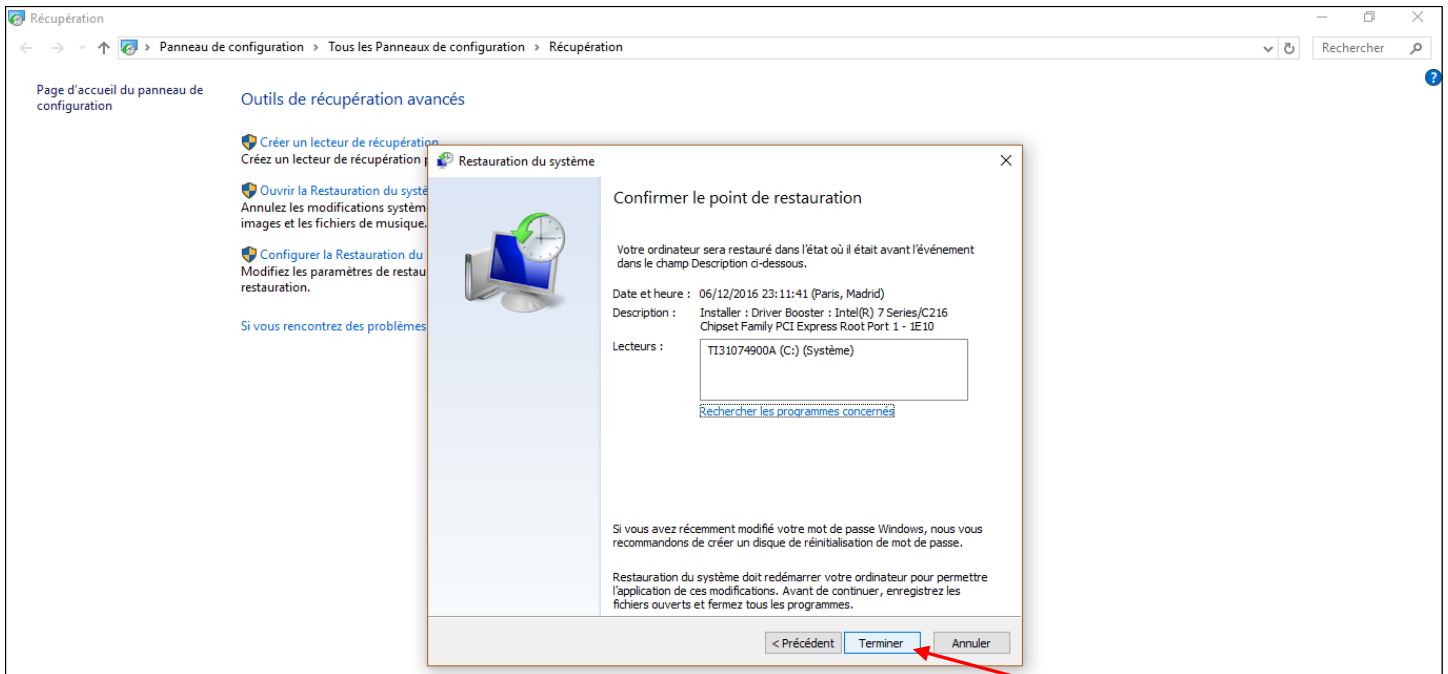 Récupération
Panneau de configuration > Tous les Panneaux de configuration > Récupération
Rechercher
Page d'accueil du panneau de
configuration
Outils de récupération avancés
Créer un lecteur de récupération
Créez un lecteur de récupération
Ouvrir la Restauration du systè
Annulez les modifications systèm
images et les fichiers de musique.
Configurer la Restauration du
Modifiez les paramètres de restau
restauration.
Si vous rencontrez des problèmes
Restauration du système
Confirmer le point de restauration
Votre ordinateur sera restauré dans l'état où il était avant l'événement
dans le champ Description ci-dessous.
Date et heure : 06/12/2016 23:11:41 (Paris, Madrid)
Description : Installer : Driver Booster : Intel(R) 7 Series/C216
Chipset Family PCI Express Root Port 1 - 1E10
Lecteurs :
TI31074900A (C:) (Système)
Rechercher les programmes concernés
Si vous avez récemment modifié votre mot de passe Windows, nous vous
recommandons de créer un disque de réinitialisation de mot de passe.
Restauration du système doit redémarrer votre ordinateur pour permettre
l'application de ces modifications. Avant de continuer, enregistrez les
fichiers ouverts et fermez tous les programmes.
< Précédent Terminer Annuler